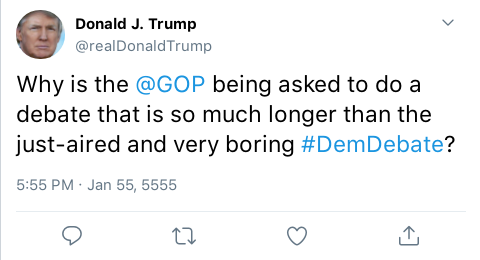 Donald J. Trump
@realDonaldTrump
Why is the @GOP being asked to do a
debate that is so much longer than the
just-aired and very boring #DemDebate?
5:55 PM · Jan 55, 5555